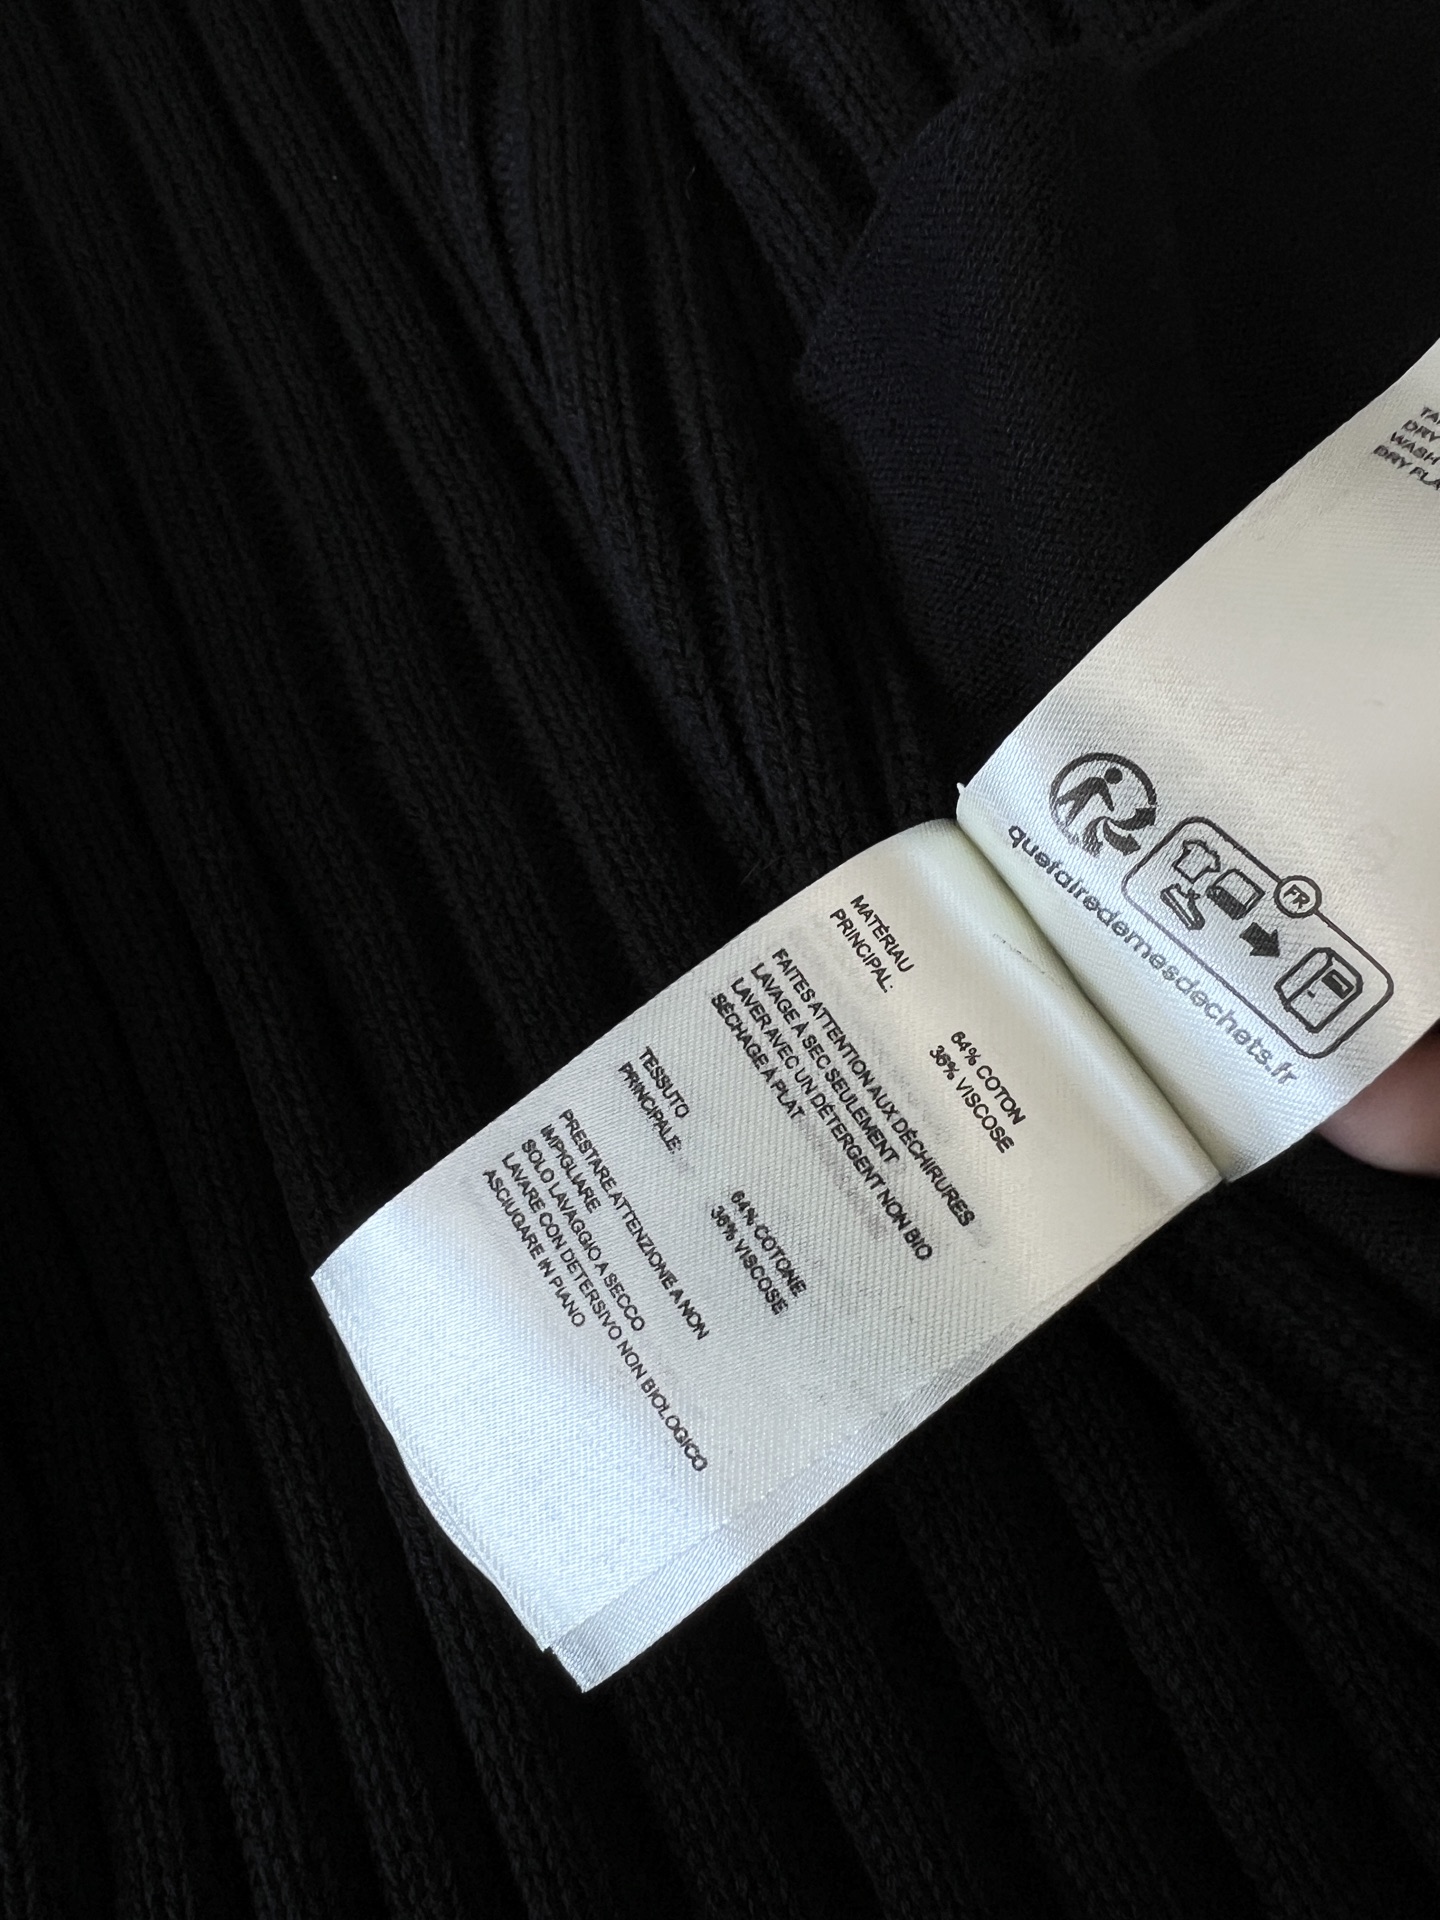 DRY
WASH
DRY FLA
FR
quefairedemesdechets.fr
MATÉRIAU
PRINCIPAL:
64% COTON
36% VISCOSE
FAITES ATTENTION AUX DÉCHIRURES
LAVAGE À SEC SEULEMENT
LAVER AVEC UN DÉTERGENT NON BIO
SÉCHAGE À PLAT
TESSUTO
PRINCIPALE:
64% COTONE
36% VISCOSE
PRESTARE ATTENZIONE A NON
IMPIGLIARE
SOLO LAVAGGIO A SECCO
LAVARE CON DETERSIVO NON BIOLOGICO
ASCIUGARE IN PIANO